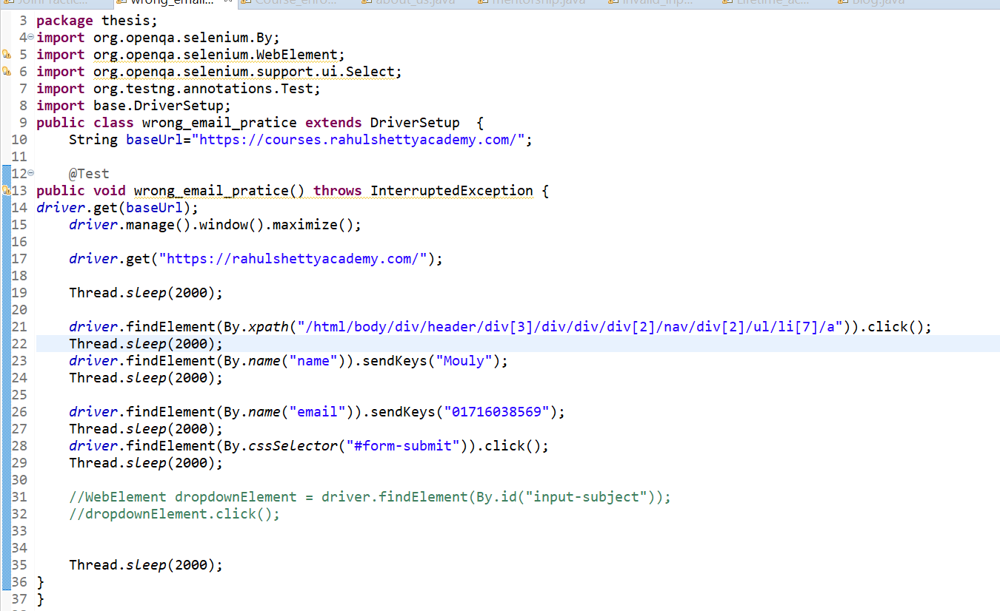 wrong_email... Course_enro... about_us.java mentorship.java invalid_inp... Lifetime_ac... Blog.java
3 package thesis;
4 import org.openqa.selenium.By;
5 import org.openqa.selenium.WebElement;
6 import org.openqa.selenium.support.ui.Select;
7 import org.testng.annotations.Test;
8 import base.DriverSetup;
9 public class wrong_email_pratice extends DriverSetup  {
10     String baseUrl="https://courses.rahulshettyacademy.com/";
11
12     @Test
13 public void wrong_email_pratice() throws InterruptedException {
14 driver.get(baseUrl);
15     driver.manage().window().maximize();
16
17     driver.get("https://rahulshettyacademy.com/");
18
19     Thread.sleep(2000);
20
21     driver.findElement(By.xpath("/html/body/div/header/div[3]/div/div/div[2]/nav/div[2]/ul/li[7]/a")).click();
22     Thread.sleep(2000);
23     driver.findElement(By.name("name")).sendKeys("Mouly");
24     Thread.sleep(2000);
25
26     driver.findElement(By.name("email")).sendKeys("01716038569");
27     Thread.sleep(2000);
28     driver.findElement(By.cssSelector("#form-submit")).click();
29     Thread.sleep(2000);
30
31     //WebElement dropdownElement = driver.findElement(By.id("input-subject"));
32     //dropdownElement.click();
33
34
35     Thread.sleep(2000);
36 }
37 }